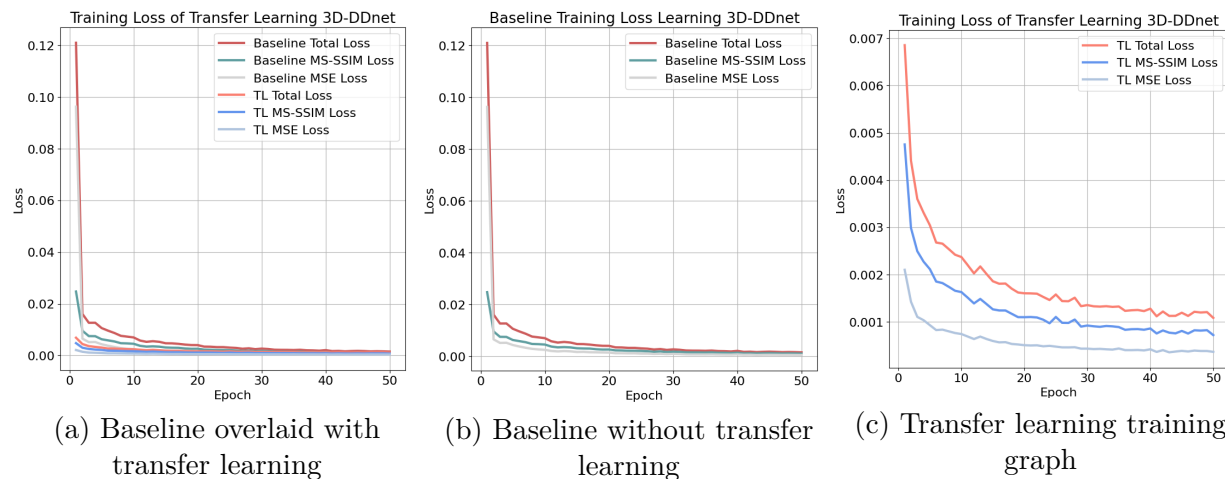 Training Loss of Transfer Learning 3D-DDnet
0.12
0.10
0.08
0.06
0.04
0.02
0.00
Loss
0
10
20
30
40
50
Epoch
Baseline Total Loss
Baseline MS-SSIM Loss
Baseline MSE Loss
TL Total Loss
TL MS-SSIM Loss
TL MSE Loss
(a) Baseline overlaid with
transfer learning
Baseline Training Loss Learning 3D-DDnet
0.12
0.10
0.08
0.06
0.04
0.02
0.00
Loss
0
10
20
30
40
50
Epoch
Baseline Total Loss
Baseline MS-SSIM Loss
Baseline MSE Loss
(b) Baseline without transfer
learning
Training Loss of Transfer Learning 3D-DDnet
0.007
0.006
0.005
0.004
0.003
0.002
0.001
Loss
0
10
20
30
40
50
Epoch
TL Total Loss
TL MS-SSIM Loss
TL MSE Loss
(c) Transfer learning training
graph